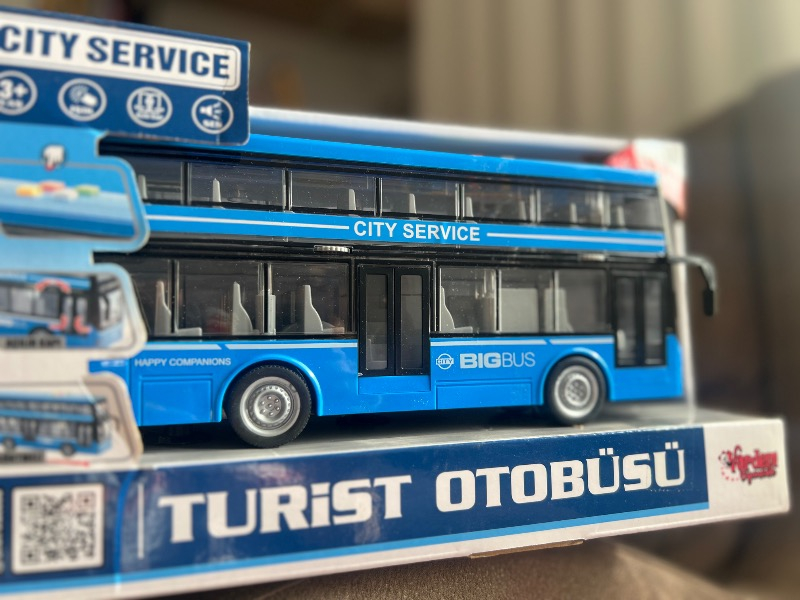 CITY SERVICE
3+
CITY SERVICE
HAPPY COMPANIONS
BIGBUS
TURiST OTOBÜSÜ